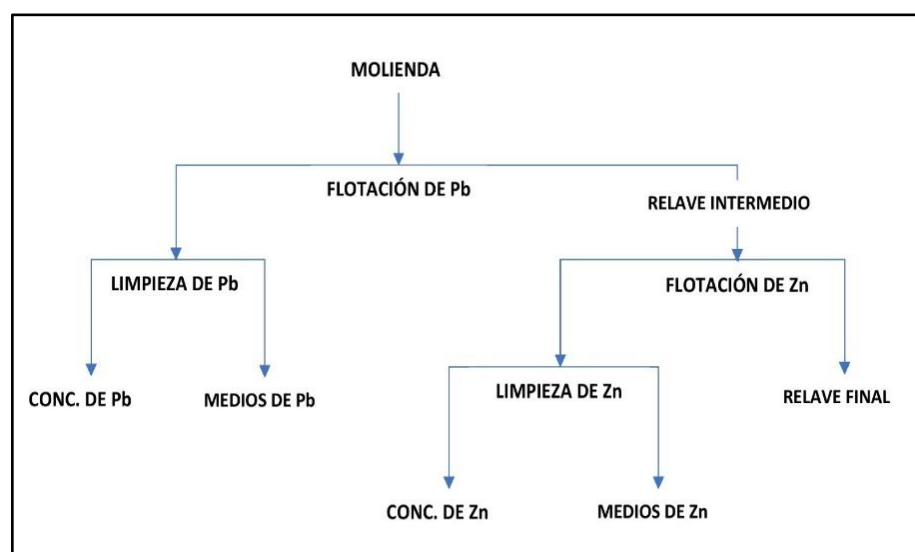 MOLIENDA
FLOTACIÓN DE Pb
RELAVE INTERMEDIO
LIMPIEZA DE Pb
FLOTACIÓN DE Zn
CONC. DE Pb
MEDIOS DE Pb
LIMPIEZA DE Zn
RELAVE FINAL
CONC. DE Zn
MEDIOS DE Zn